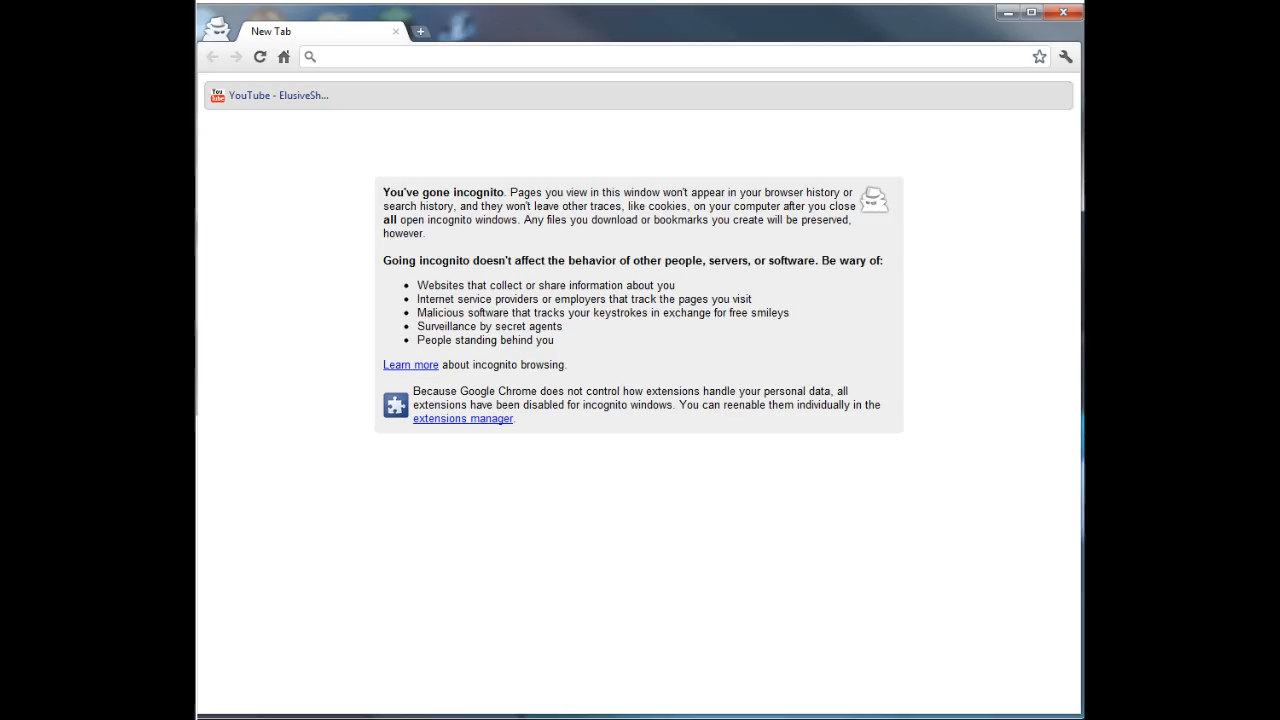 New Tab
You Tube YouTube - ElusiveSh...
You've gone incognito. Pages you view in this window won't appear in your browser history or
search history, and they won't leave other traces, like cookies, on your computer after you close
all open incognito windows. Any files you download or bookmarks you create will be preserved,
however.
Going incognito doesn't affect the behavior of other people, servers, or software. Be wary of:
• Websites that collect or share information about you
• Internet service providers or employers that track the pages you visit
• Malicious software that tracks your keystrokes in exchange for free smileys
• Surveillance by secret agents
• People standing behind you
Learn more about incognito browsing.
Because Google Chrome does not control how extensions handle your personal data, all
extensions have been disabled for incognito windows. You can reenable them individually in the
extensions manager.